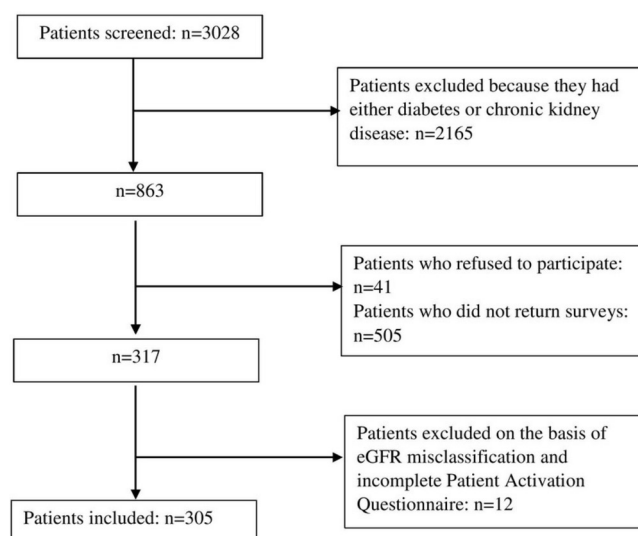 Patients screened: n=3028
Patients excluded because they had
either diabetes or chronic kidney
disease: n=2165
n=863
Patients who refused to participate:
n=41
Patients who did not return surveys:
n=505
n=317
Patients excluded on the basis of
eGFR misclassification and
incomplete Patient Activation
Questionnaire: n=12
Patients included: n=305